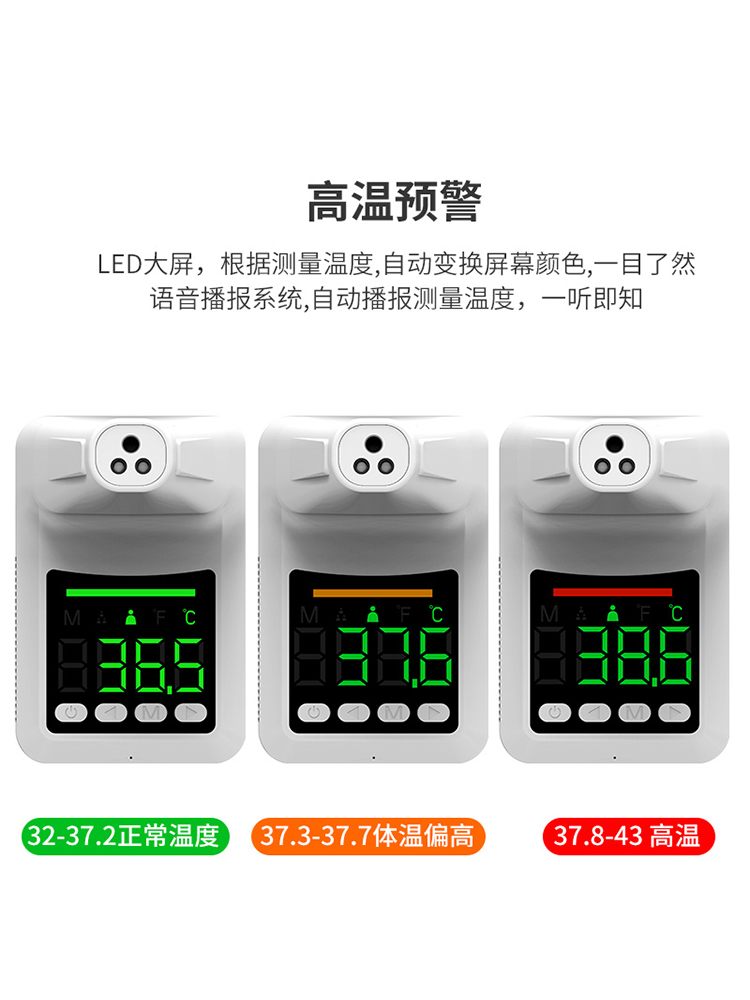 高温预警
LED大屏，根据测量温度,自动变换屏幕颜色,一目了然
语音播报系统,自动播报测量温度，一听即知
M °F °C
36.5
M
M °F °C
37.6
M
M °F °C
38.6
M
32-37.2正常温度
37.3-37.7体温偏高
37.8-43 高温